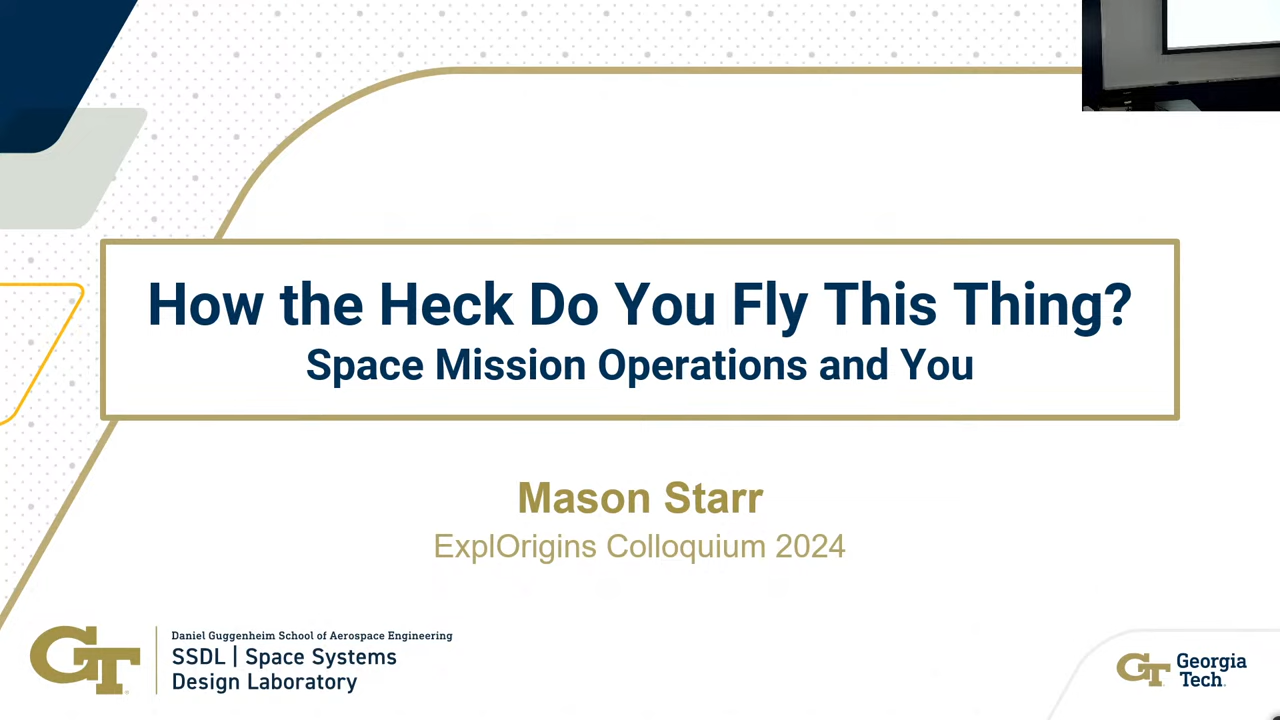 How the Heck Do You Fly This Thing?
Space Mission Operations and You
Mason Starr
ExplOrigins Colloquium 2024
GT
Daniel Guggenheim School of Aerospace Engineering
SSDL | Space Systems
Design Laboratory
GT
Georgia
Tech